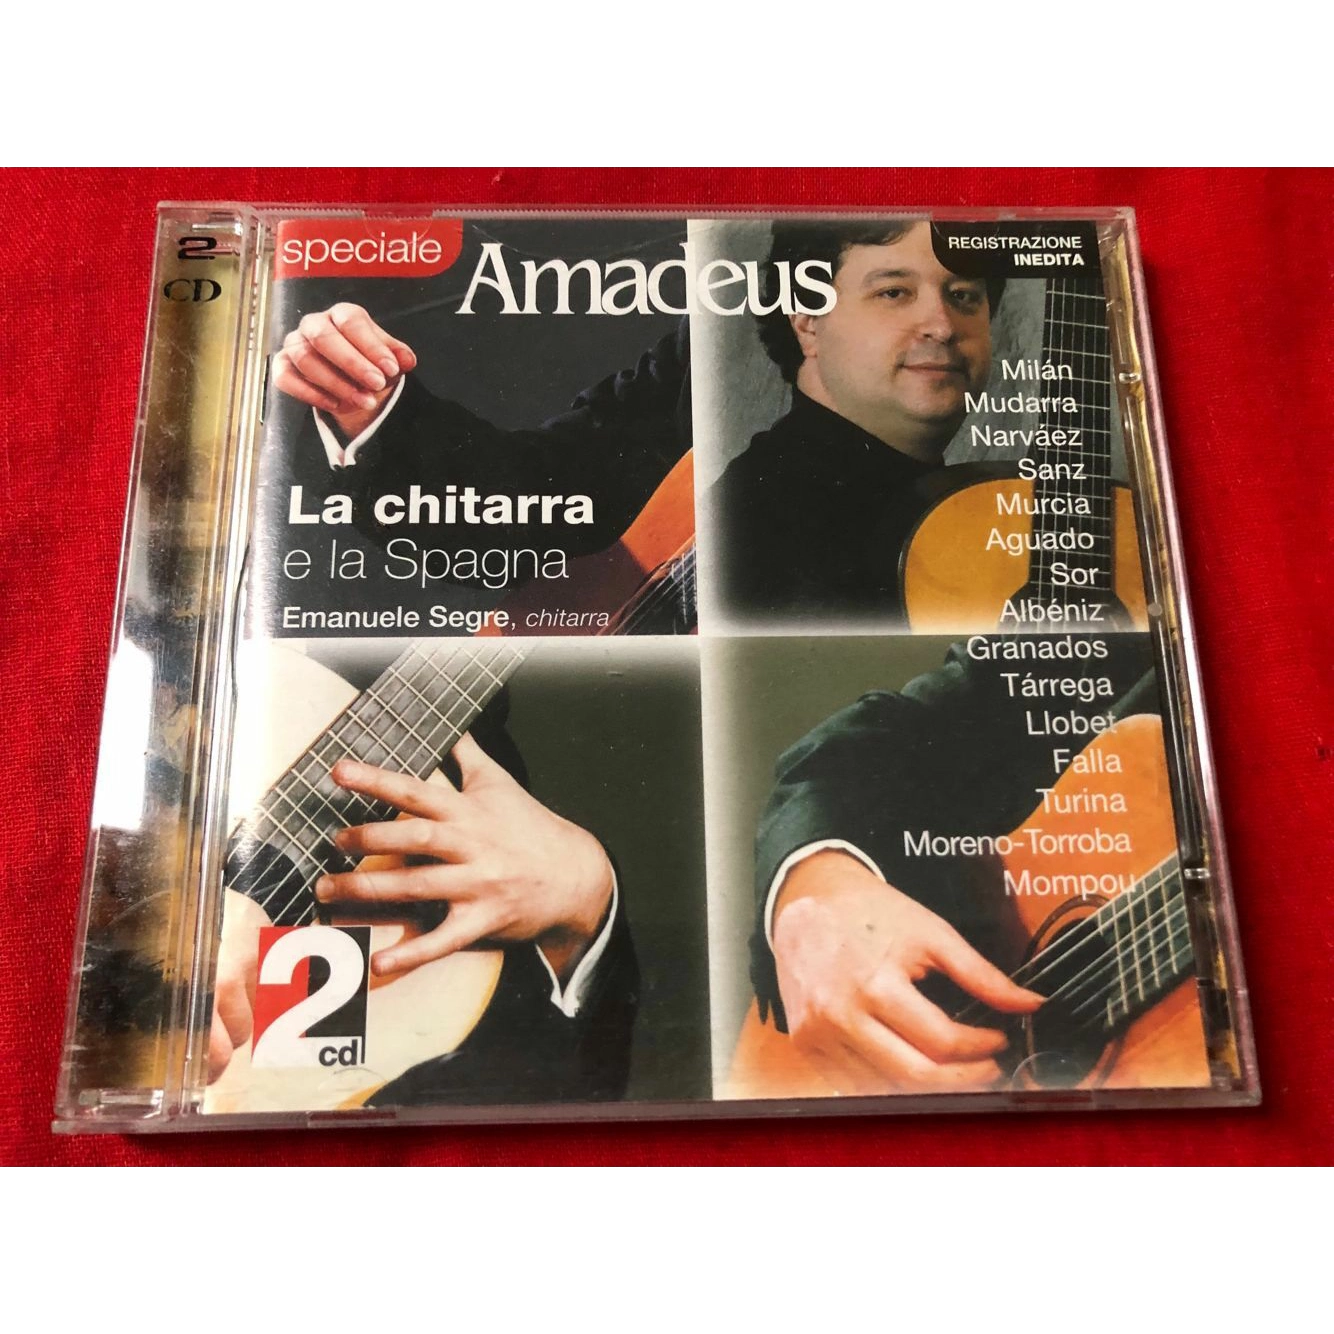 2
CD
speciale
Amadeus
REGISTRAZIONE
INEDITA
La chitarra
e la Spagna
Emanuele Segre, chitarra
Milán
Mudarra
Narváez
Sanz
Murcia
Aguado
Sor
Albéniz
Granados
Tárrega
Llobet
Falla
Turina
Moreno-Torroba
Mompou
2
cd